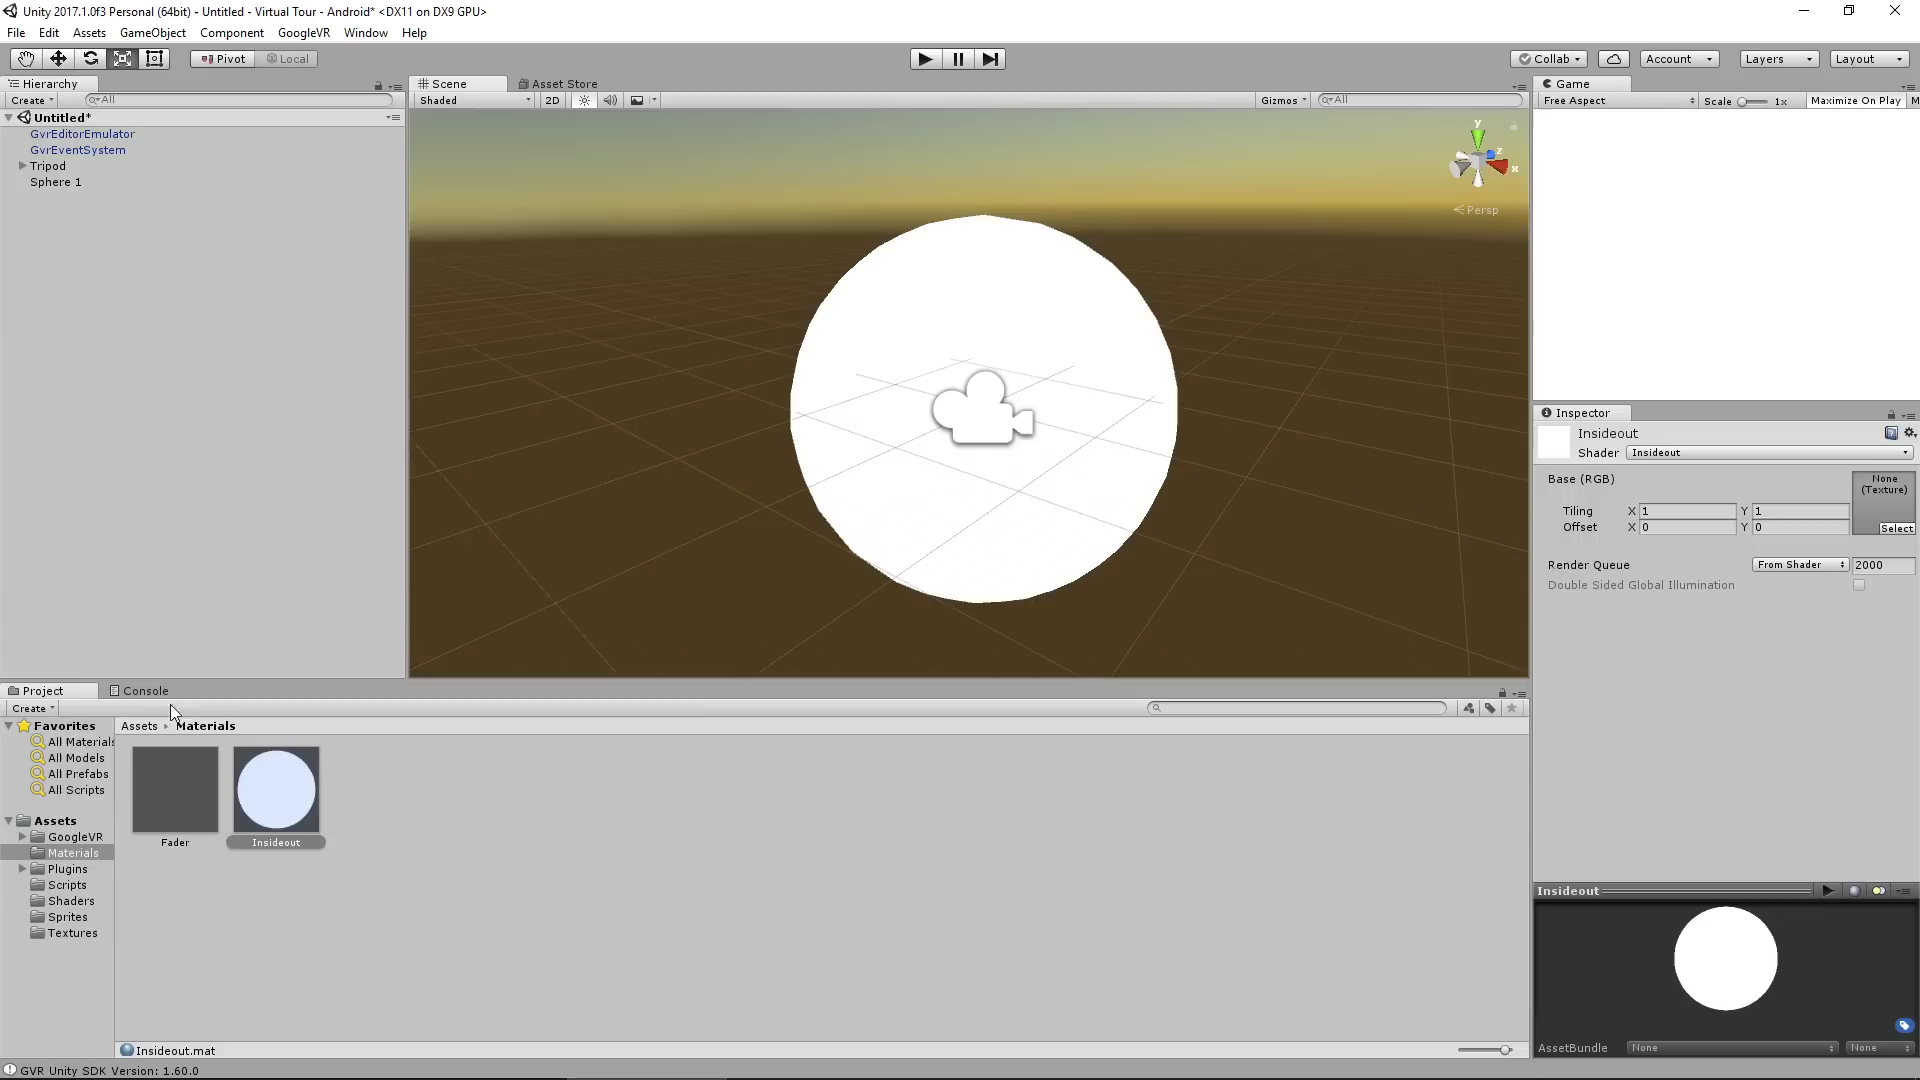 Unity 2017.1.0f3 Personal (64bit) - Untitled - Virtual Tour - Android* <DX11 on DX9 GPU>
File Edit Assets GameObject Component GoogleVR Window Help
Pivot Local Collab Account Layers Layout
Hierarchy
Create All
Untitled*
GvrEditorEmulator
GvrEventSystem
Tripod
Sphere 1
Scene Asset Store
Shaded 2D Gizmos All
y
z
x
Persp
Game
Free Aspect Scale 1x Maximize On Play M
Inspector
Insideout
Shader Insideout
Base (RGB)
None
(Texture)
Tiling X 1 Y 1
Offset X 0 Y 0
Select
Render Queue From Shader 2000
Double Sided Global Illumination
Project Console
Create
Favorites
All Materials
All Models
All Prefabs
All Scripts
Assets
GoogleVR
Materials
Plugins
Scripts
Shaders
Sprites
Textures
Assets Materials
Fader
Insideout
Insideout.mat
Insideout
AssetBundle None None
GVR Unity SDK Version: 1.60.0